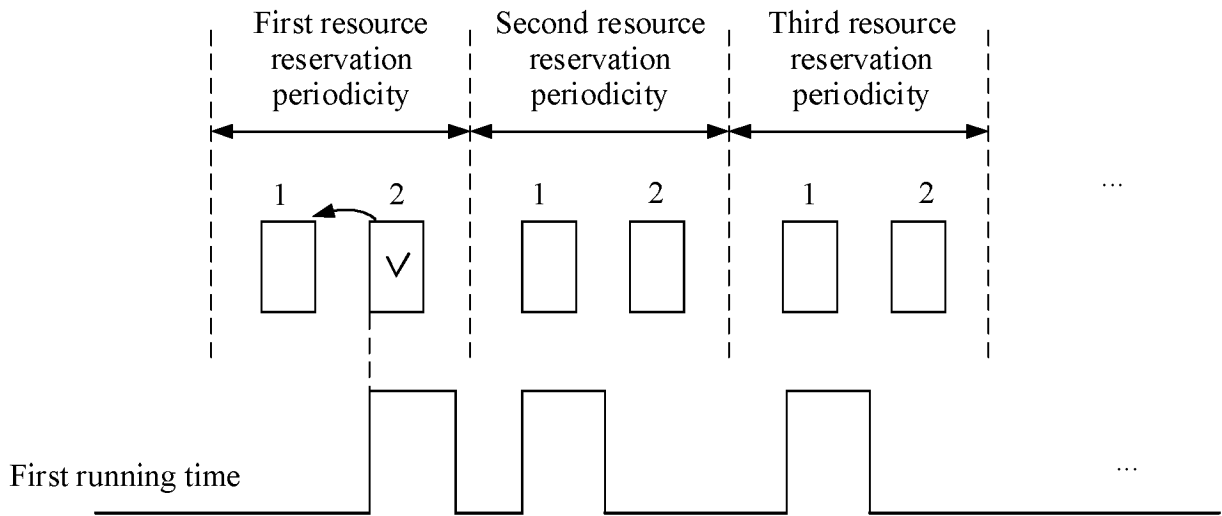 First resource
reservation
periodicity
Second resource
reservation
periodicity
Third resource
reservation
periodicity
1 2 1 2 1 2 ...
First running time ...